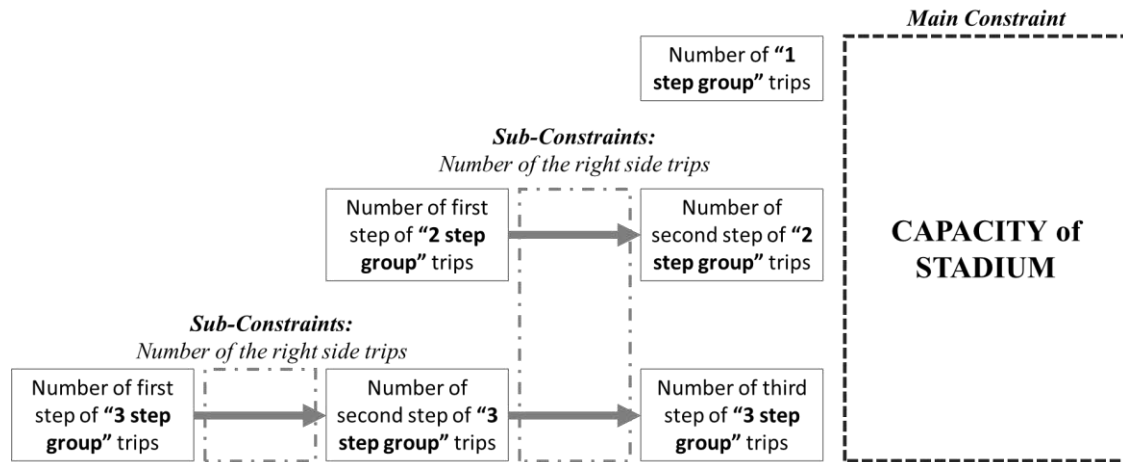 Main Constraint
Number of “1
step group” trips
Sub-Constraints:
Number of the right side trips
Number of first
step of “2 step
group” trips
Number of
second step of “2
step group” trips
CAPACITY of
STADIUM
Sub-Constraints:
Number of the right side trips
Number of first
step of “3 step
group” trips
Number of
second step of “3
step group” trips
Number of third
step of “3 step
group” trips